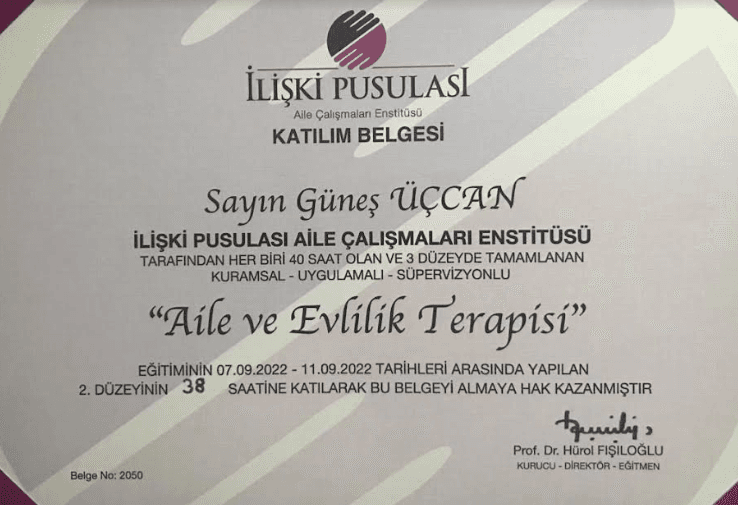 İLİŞKİ PUSULASI
Aile Çalışmaları Enstitüsü
KATILIM BELGESİ
Sayın Güneş ÜÇCAN
İLİŞKİ PUSULASI AİLE ÇALIŞMALARI ENSTİTÜSÜ
TARAFINDAN HER BİRİ 40 SAAT OLAN VE 3 DÜZEYDE TAMAMLANAN
KURAMSAL - UYGULAMALI - SÜPERVİZYONLU
“Aile ve Evlilik Terapisi”
EĞİTİMİNİN 07.09.2022 - 11.09.2022 TARİHLERİ ARASINDA YAPILAN
2. DÜZEYİNİN 38 SAATİNE KATILARAK BU BELGEYİ ALMAYA HAK KAZANMIŞTIR
Prof. Dr. Hürol FIŞILOĞLU
KURUCU - DİREKTÖR - EĞİTMEN
Belge No: 2050